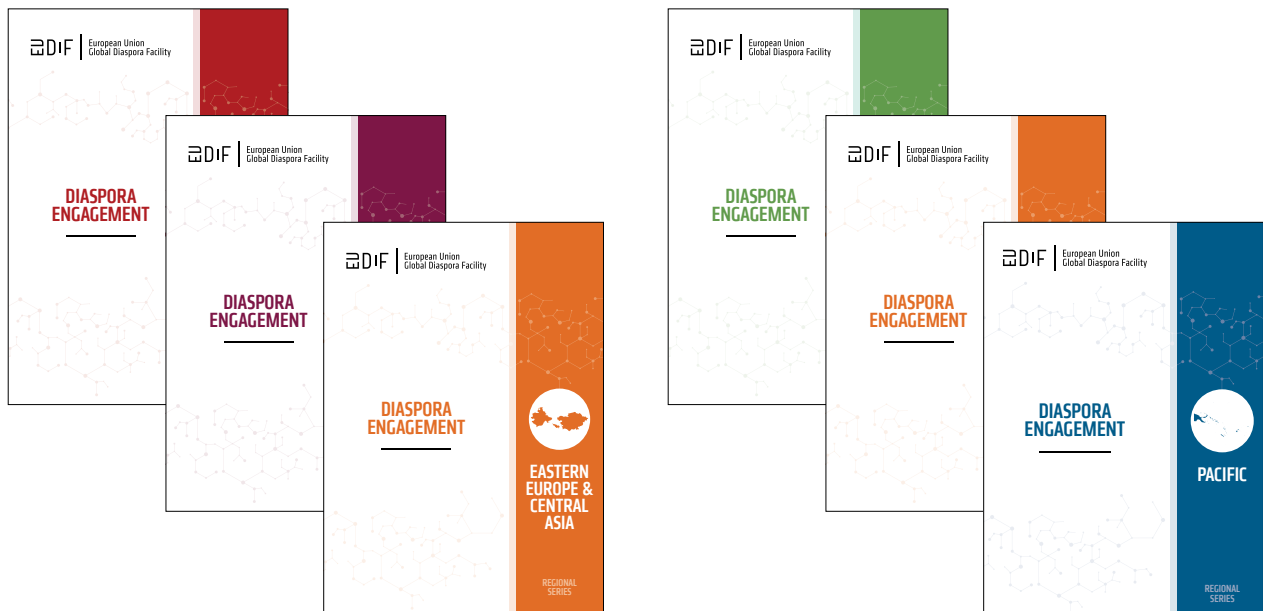 EUDiF
European Union
Global Diaspora Facility
DIASPORA
ENGAGEMENT
EUDiF
European Union
Global Diaspora Facility
DIASPORA
ENGAGEMENT
EUDiF
European Union
Global Diaspora Facility
DIASPORA
ENGAGEMENT
EASTERN
EUROPE &
CENTRAL
ASIA
REGIONAL
SERIES
EUDiF
European Union
Global Diaspora Facility
DIASPORA
ENGAGEMENT
EUDiF
European Union
Global Diaspora Facility
DIASPORA
ENGAGEMENT
EUDiF
European Union
Global Diaspora Facility
DIASPORA
ENGAGEMENT
PACIFIC
REGIONAL
SERIES